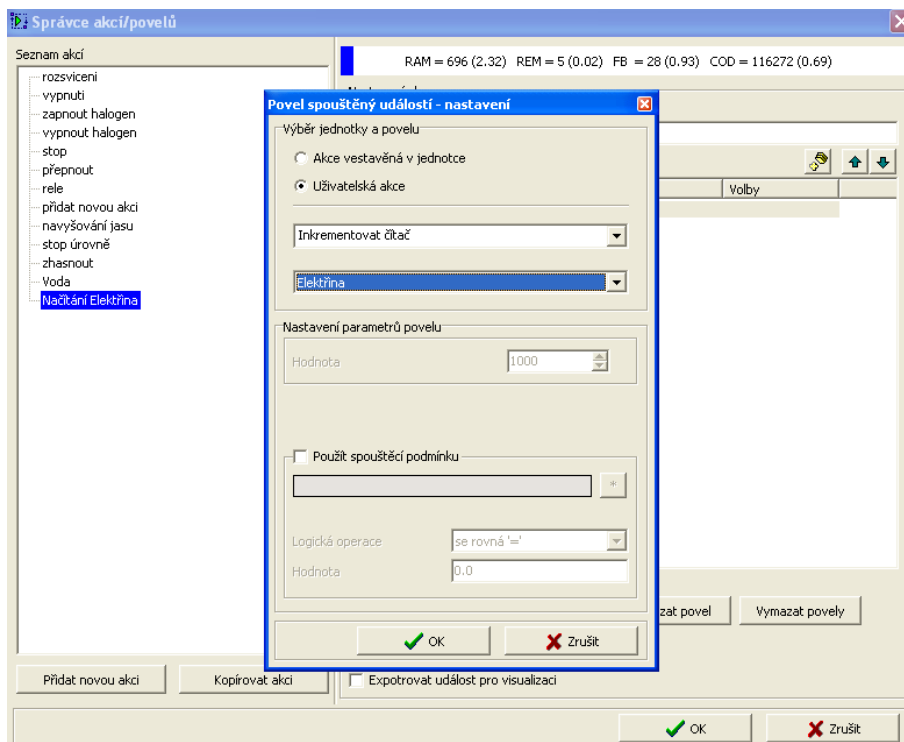 Správce akcí/povelů
Seznam akcí
rozsviceni
vypnuti
zapnout halogen
vypnout halogen
stop
přepnout
rele
přidat novou akci
navyšování jasu
stop úrovně
zhasnout
Voda
Načítání Elektřina
Přidat novou akci
Kopírovat akci
RAM = 696 (2.32) REM = 5 (0.02) FB = 28 (0.93) COD = 116272 (0.69)
Volby
Povel spouštěný událostí - nastavení
Výběr jednotky a povelu
Akce vestavěná v jednotce
Uživatelská akce
Inkrementovat čítač
Elektřina
Nastavení parametrů povelu
Hodnota
1000
Použít spouštěcí podmínku
*
Logická operace
se rovná '='
Hodnota
0.0
OK
Zrušit
zat povel
Vymazat povely
Expotrovat událost pro visualizaci
OK
Zrušit